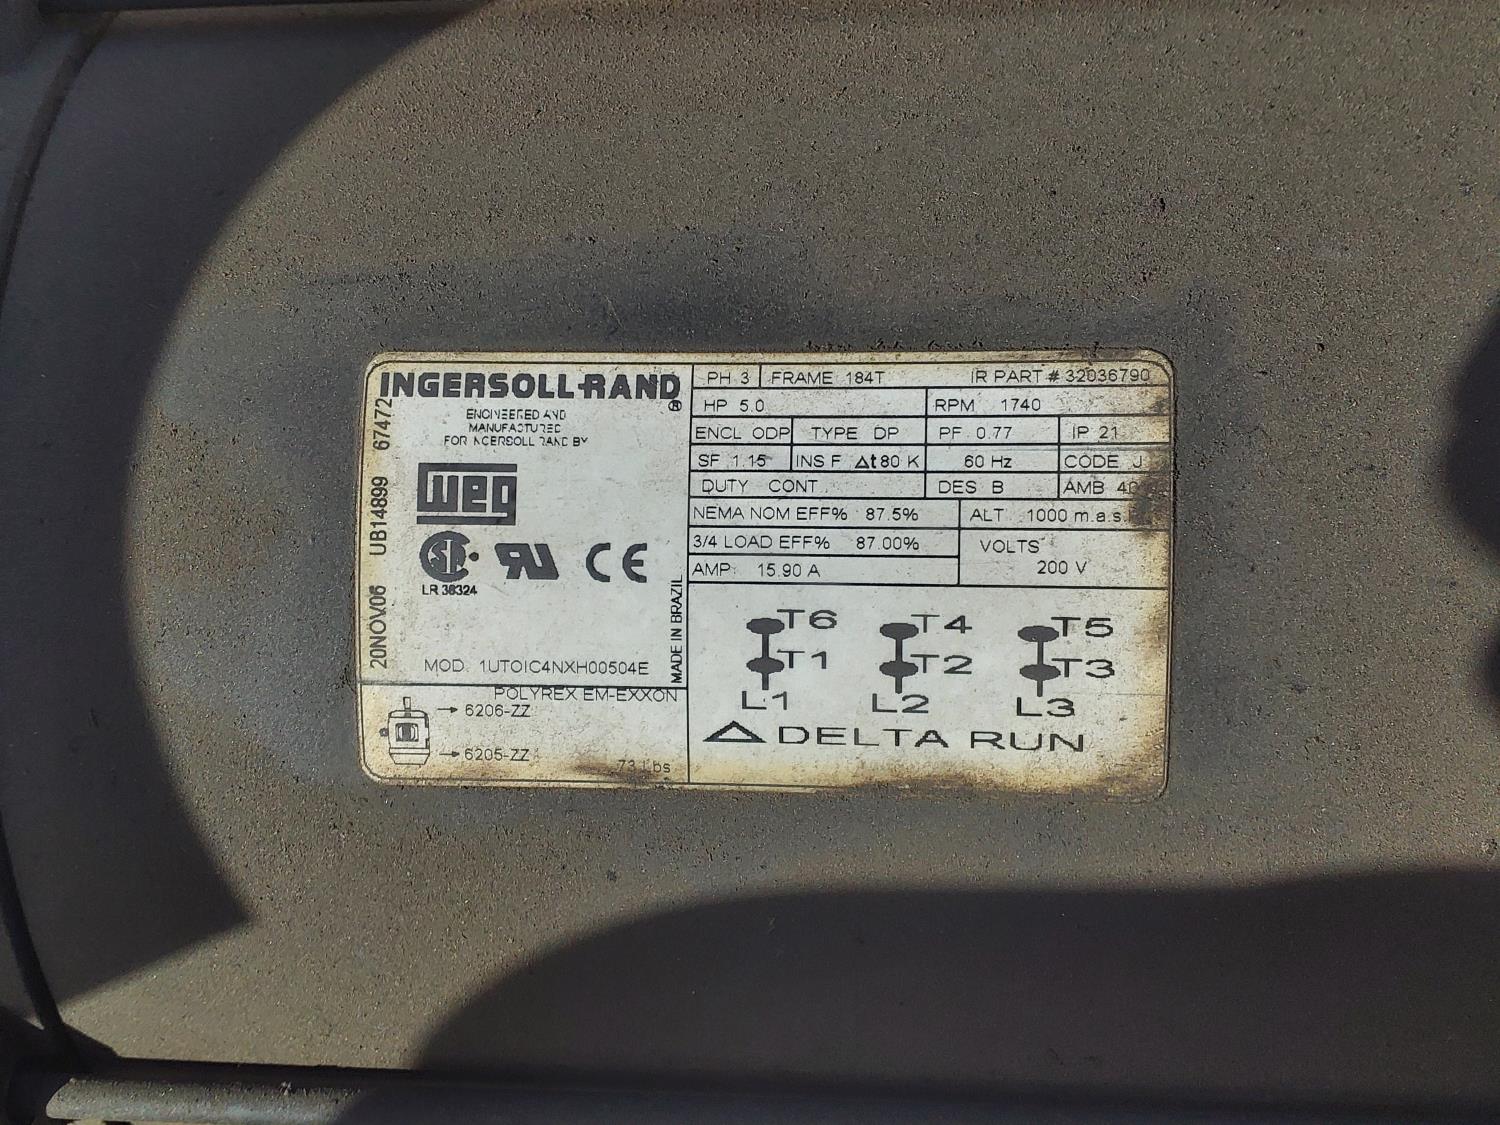 INGERSOLL-RAND
®
ENGINEERED AND
MANUFACTURED
FOR INGERSOLL RAND BY
WEG
LR 38324
CE
20NOV06 UB14899 67472
MADE IN BRAZIL
MOD. 1UTOIC4NXH00504E
POLYREX EM-EXXON
6206-ZZ
6205-ZZ
73 Lbs
PH 3 FRAME 184T IR PART # 32036790
HP 5.0 RPM 1740
ENCL ODP TYPE DP PF 0.77 IP 21
SF 1.15 INS F Δt 80 K 60 Hz CODE J
DUTY CONT. DES B AMB 40
NEMA NOM EFF% 87.5% ALT. 1000 m.a.s.
3/4 LOAD EFF% 87.00% VOLTS
AMP. 15.90 A 200 V
T6 T4 T5
T1 T2 T3
L1 L2 L3
Δ DELTA RUN